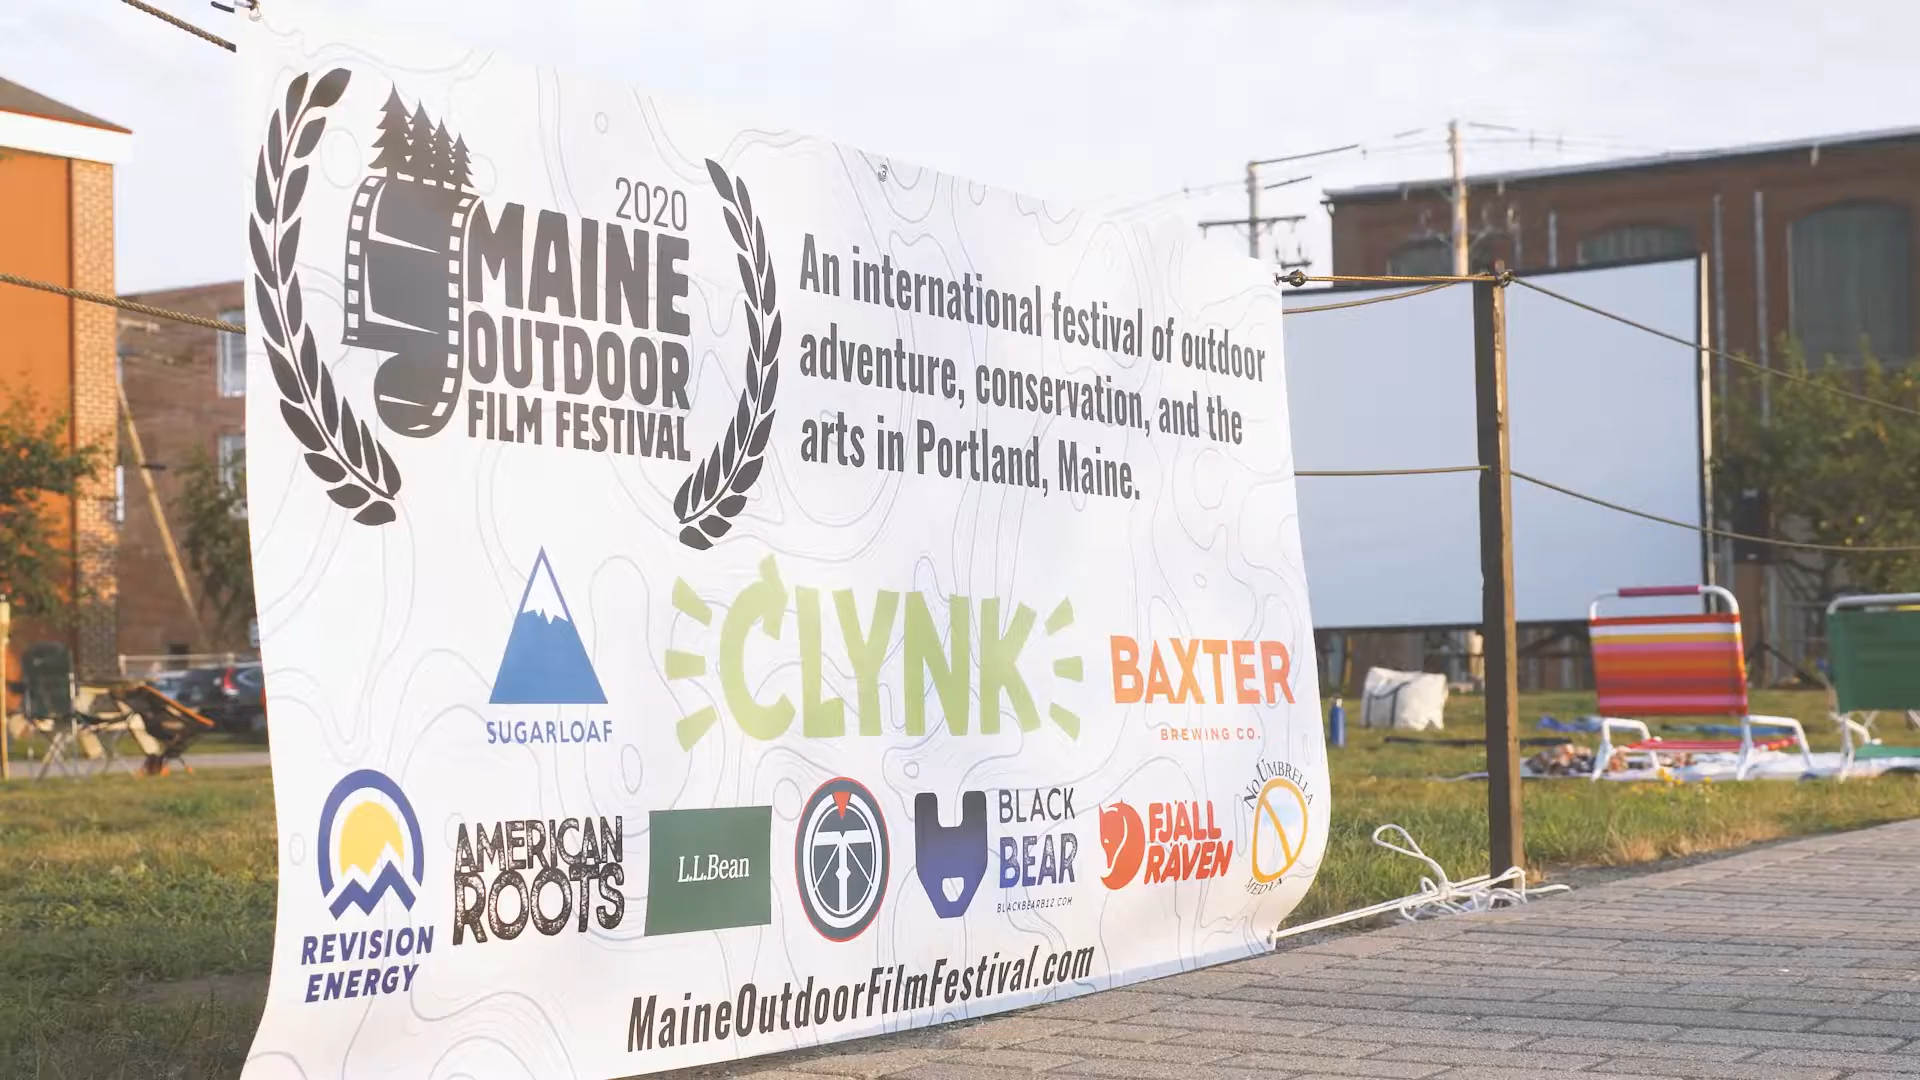 2020
MAINE
OUTDOOR
FILM FESTIVAL
An international festival of outdoor
adventure, conservation, and the
arts in Portland, Maine.
SUGARLOAF
CLYNK
BAXTER
BREWING CO.
REVISION
ENERGY
AMERICAN
ROOTS
L.L.Bean
T
BLACK
BEAR
BLACKBEARB12.COM
FJÄLL
RÄVEN
NO UMBRELLA
MEDIA
MaineOutdoorFilmFestival.com